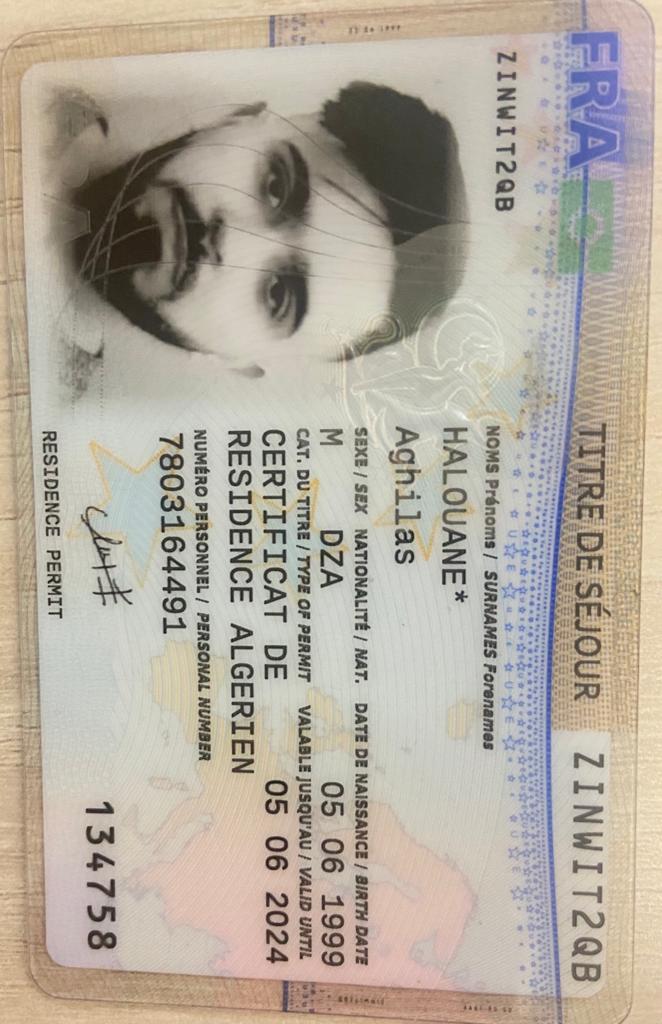 FRA
TITRE DE SÉJOUR
ZINWIT2QB
ZINWIT2QB
NOMS Prénoms / SURNAMES Forenames
HALOUANE*
Aghilas
SEXE / SEX NATIONALITÉ / NAT. DATE DE NAISSANCE / BIRTH DATE
M DZA 05 06 1999
CAT. DU TITRE / TYPE OF PERMIT VALABLE JUSQU'AU / VALID UNTIL
CERTIFICAT DE 05 06 2024
RESIDENCE ALGERIEN
NUMÉRO PERSONNEL / PERSONAL NUMBER
7803164491
134758
RESIDENCE PERMIT